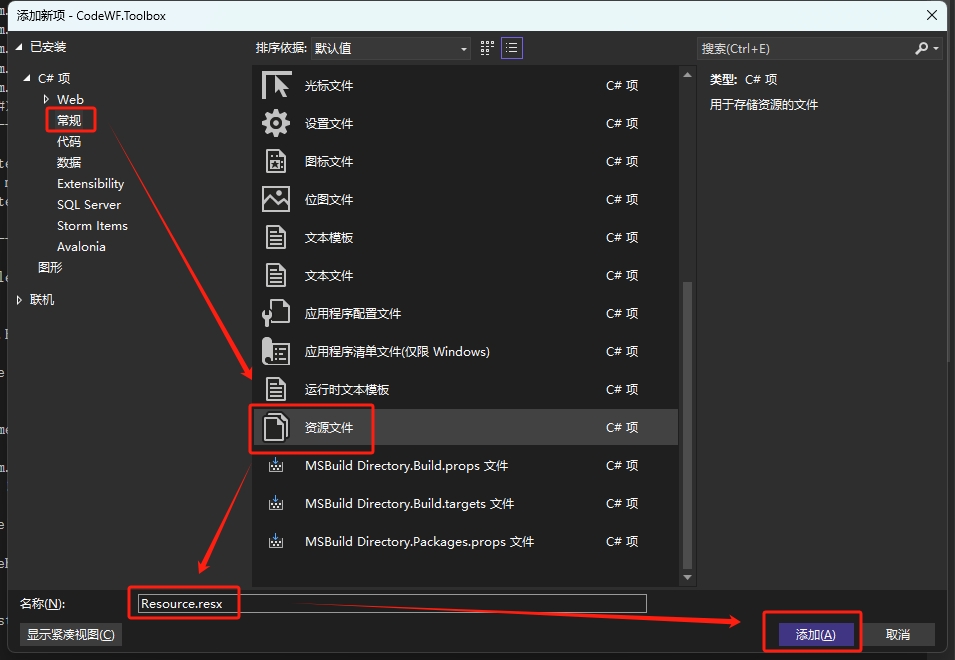 添加新项 - CodeWF.Toolbox
已安装
C# 项
Web
常规
代码
数据
Extensibility
SQL Server
Storm Items
Avalonia
图形
联机
排序依据: 默认值
光标文件 C# 项
设置文件 C# 项
图标文件 C# 项
位图文件 C# 项
文本模板 C# 项
文本文件 C# 项
应用程序配置文件 C# 项
应用程序清单文件(仅限 Windows) C# 项
运行时文本模板 C# 项
资源文件 C# 项
MSBuild Directory.Build.props 文件 C# 项
MSBuild Directory.Build.targets 文件 C# 项
MSBuild Directory.Packages.props 文件 C# 项
搜索(Ctrl+E)
类型: C# 项
用于存储资源的文件
名称(N):
Resource.resx
显示紧凑视图(C)
添加(A)
取消